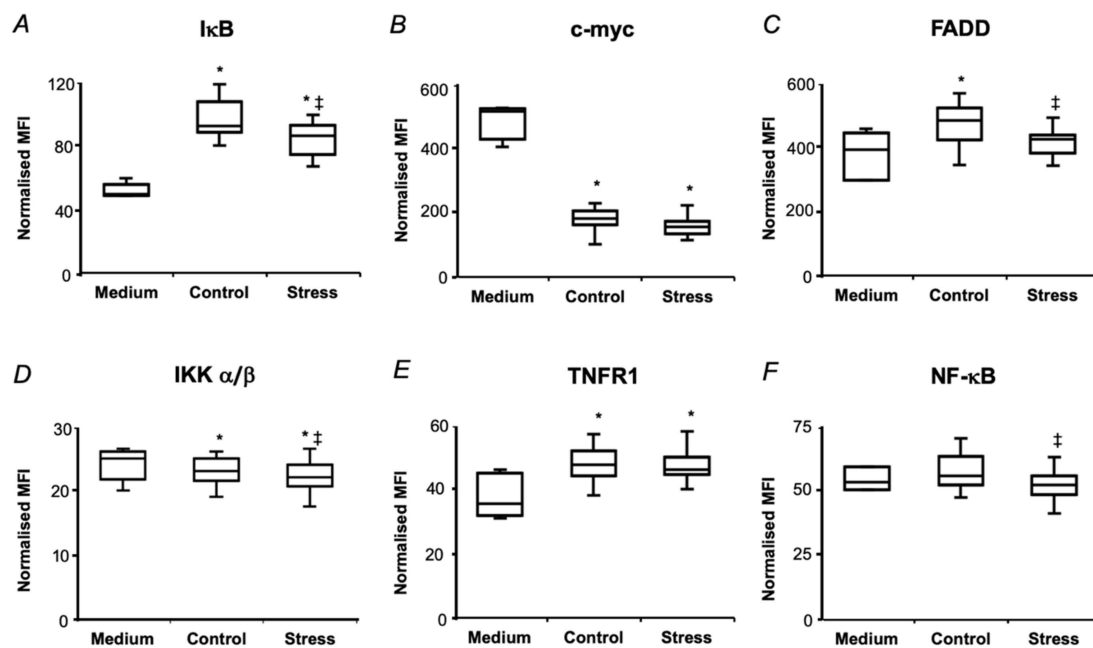 A
IκB
Normalised MFI
120
80
40
0
*
* ‡
Medium Control Stress
B
c-myc
Normalised MFI
600
400
200
0
*
*
Medium Control Stress
C
FADD
Normalised MFI
600
400
200
0
*
‡
Medium Control Stress
D
IKK α/β
Normalised MFI
30
20
10
0
*
* ‡
Medium Control Stress
E
TNFR1
Normalised MFI
60
40
20
0
*
*
Medium Control Stress
F
NF-κB
Normalised MFI
75
50
25
0
‡
Medium Control Stress